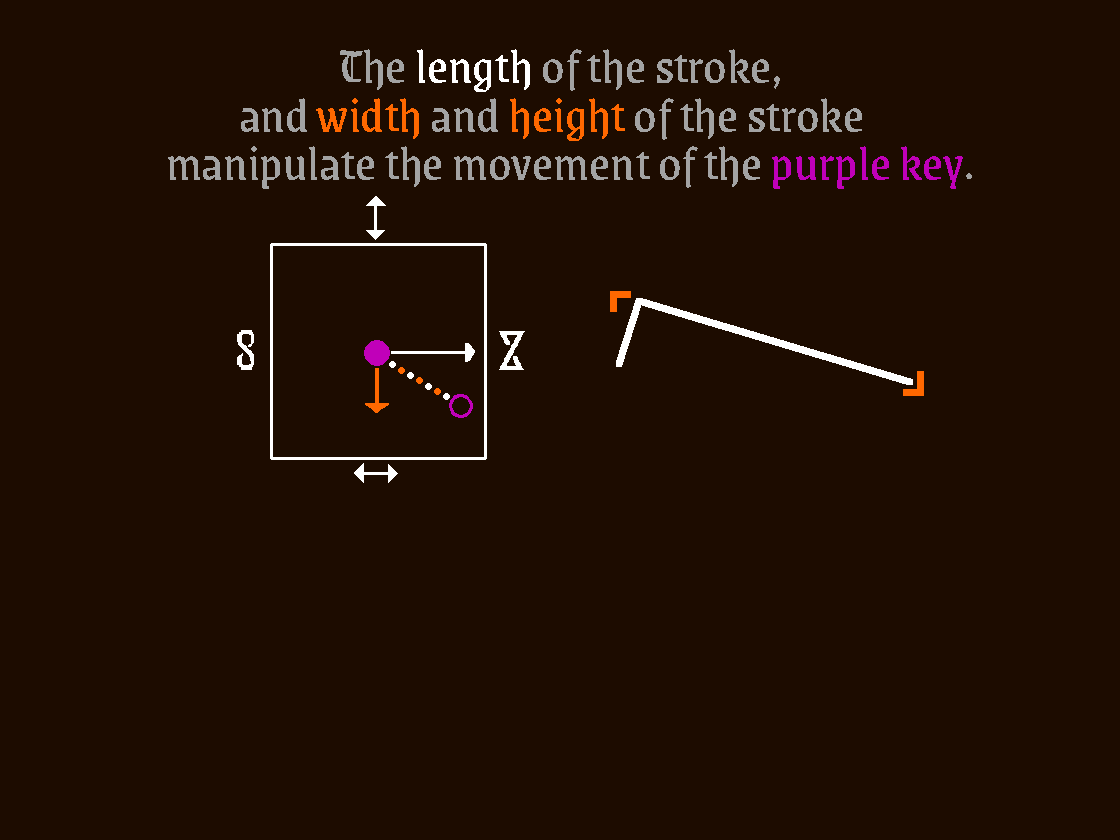 The length of the stroke,
and width and height of the stroke
manipulate the movement of the purple key.